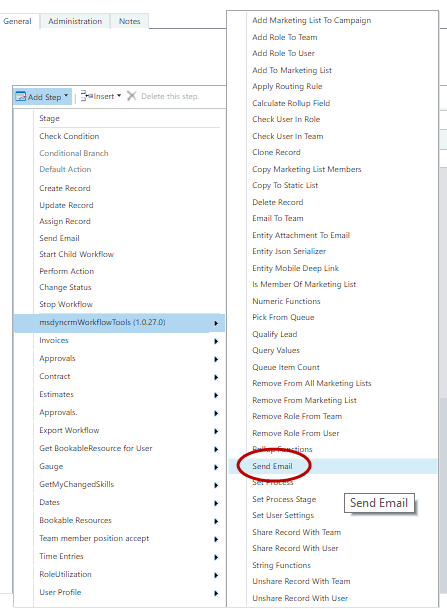 General Administration Notes
Add Step Insert Delete this step.
Stage
Check Condition
Conditional Branch
Default Action
Create Record
Update Record
Assign Record
Send Email
Start Child Workflow
Perform Action
Change Status
Stop Workflow
msdyncrmWorkflowTools (1.0.27.0)
Invoices
Approvals
Contract
Estimates
Approvals.
Export Workflow
Get BookableResource for User
Gauge
GetMyChangedSkills
Dates
Bookable Resources
Team member position accept
Time Entries
RoleUtilization
User Profile
Add Marketing List To Campaign
Add Role To Team
Add Role To User
Add To Marketing List
Apply Routing Rule
Calculate Rollup Field
Check User In Role
Check User In Team
Clone Record
Copy Marketing List Members
Copy To Static List
Delete Record
Email To Team
Entity Attachment To Email
Entity Json Serializer
Entity Mobile Deep Link
Is Member Of Marketing List
Numeric Functions
Pick From Queue
Qualify Lead
Query Values
Queue Item Count
Remove From All Marketing Lists
Remove From Marketing List
Remove Role From Team
Remove Role From User
Rollup Functions
Send Email
Set Process
Set Process Stage
Send Email
Set User Settings
Share Record With Team
Share Record With User
String Functions
Unshare Record With Team
Unshare Record With User